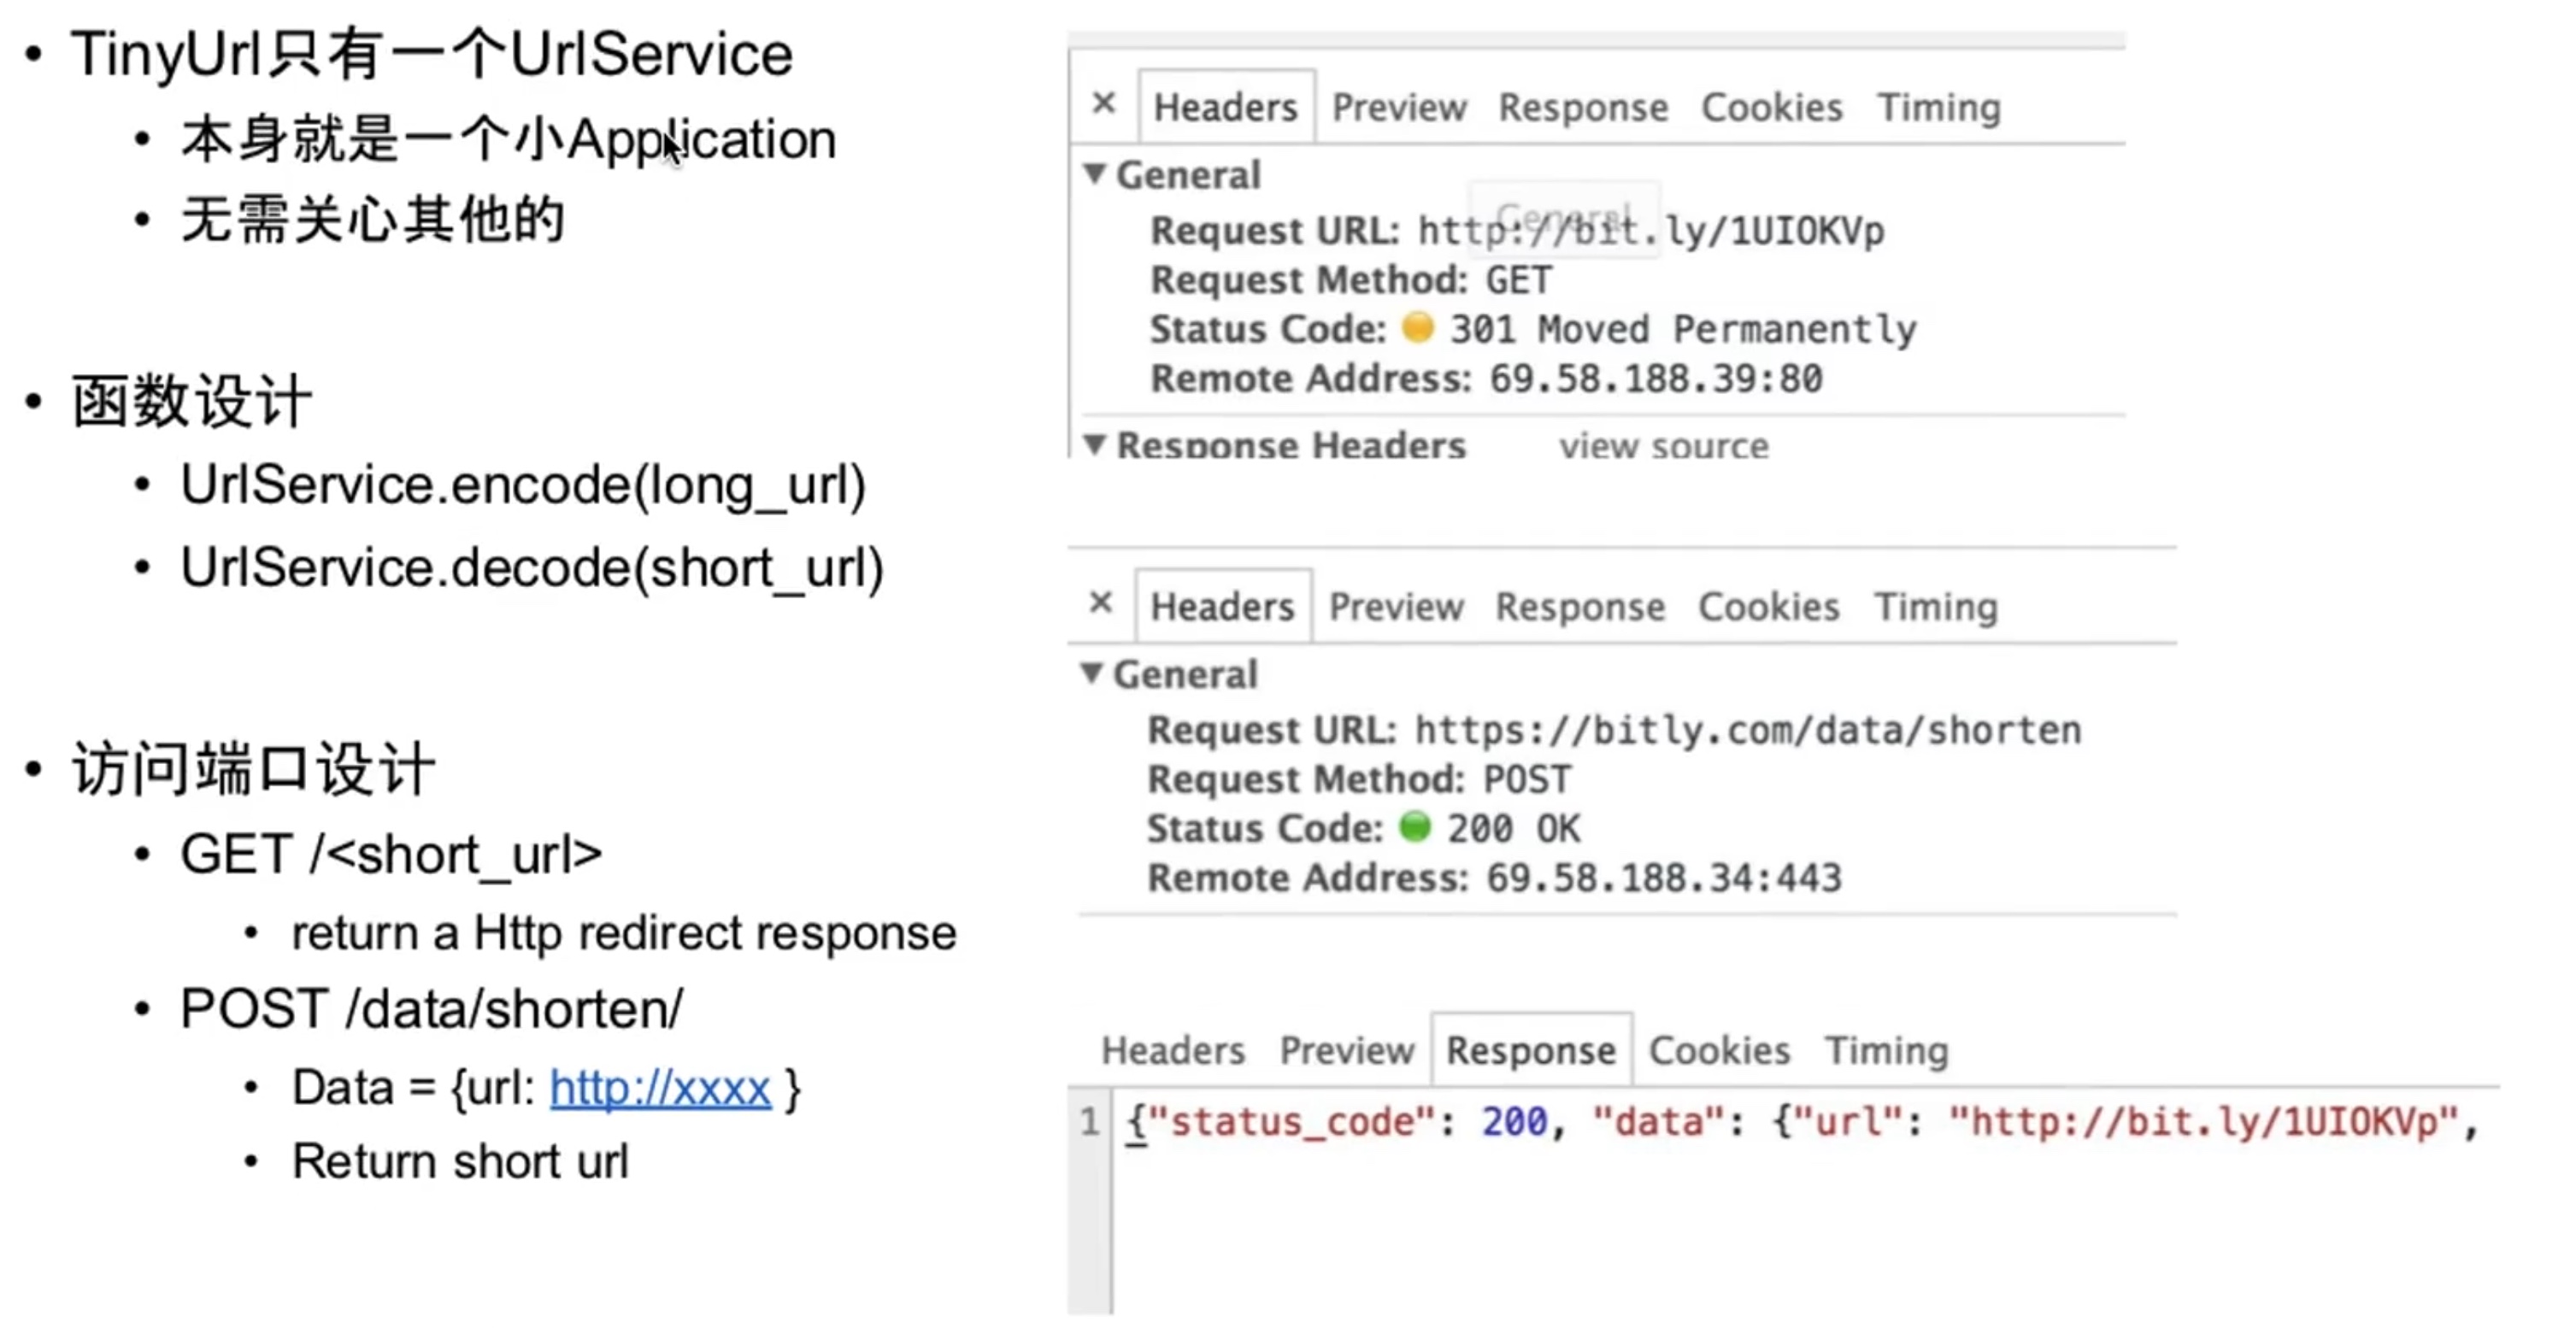 • TinyUrl只有一个UrlService
• 本身就是一个小Application
• 无需关心其他的
• 函数设计
• UrlService.encode(long_url)
• UrlService.decode(short_url)
• 访问端口设计
• GET /<short_url>
• return a Http redirect response
• POST /data/shorten/
• Data = {url: http://xxxx }
• Return short url
× Headers Preview Response Cookies Timing
▼ General
General
Request URL: http://bit.ly/1UIOKVp
Request Method: GET
Status Code: 301 Moved Permanently
Remote Address: 69.58.188.39:80
▼ Response Headers view source
× Headers Preview Response Cookies Timing
▼ General
Request URL: https://bitly.com/data/shorten
Request Method: POST
Status Code: 200 OK
Remote Address: 69.58.188.34:443
Headers Preview Response Cookies Timing
1 {"status_code": 200, "data": {"url": "http://bit.ly/1UIOKVp",